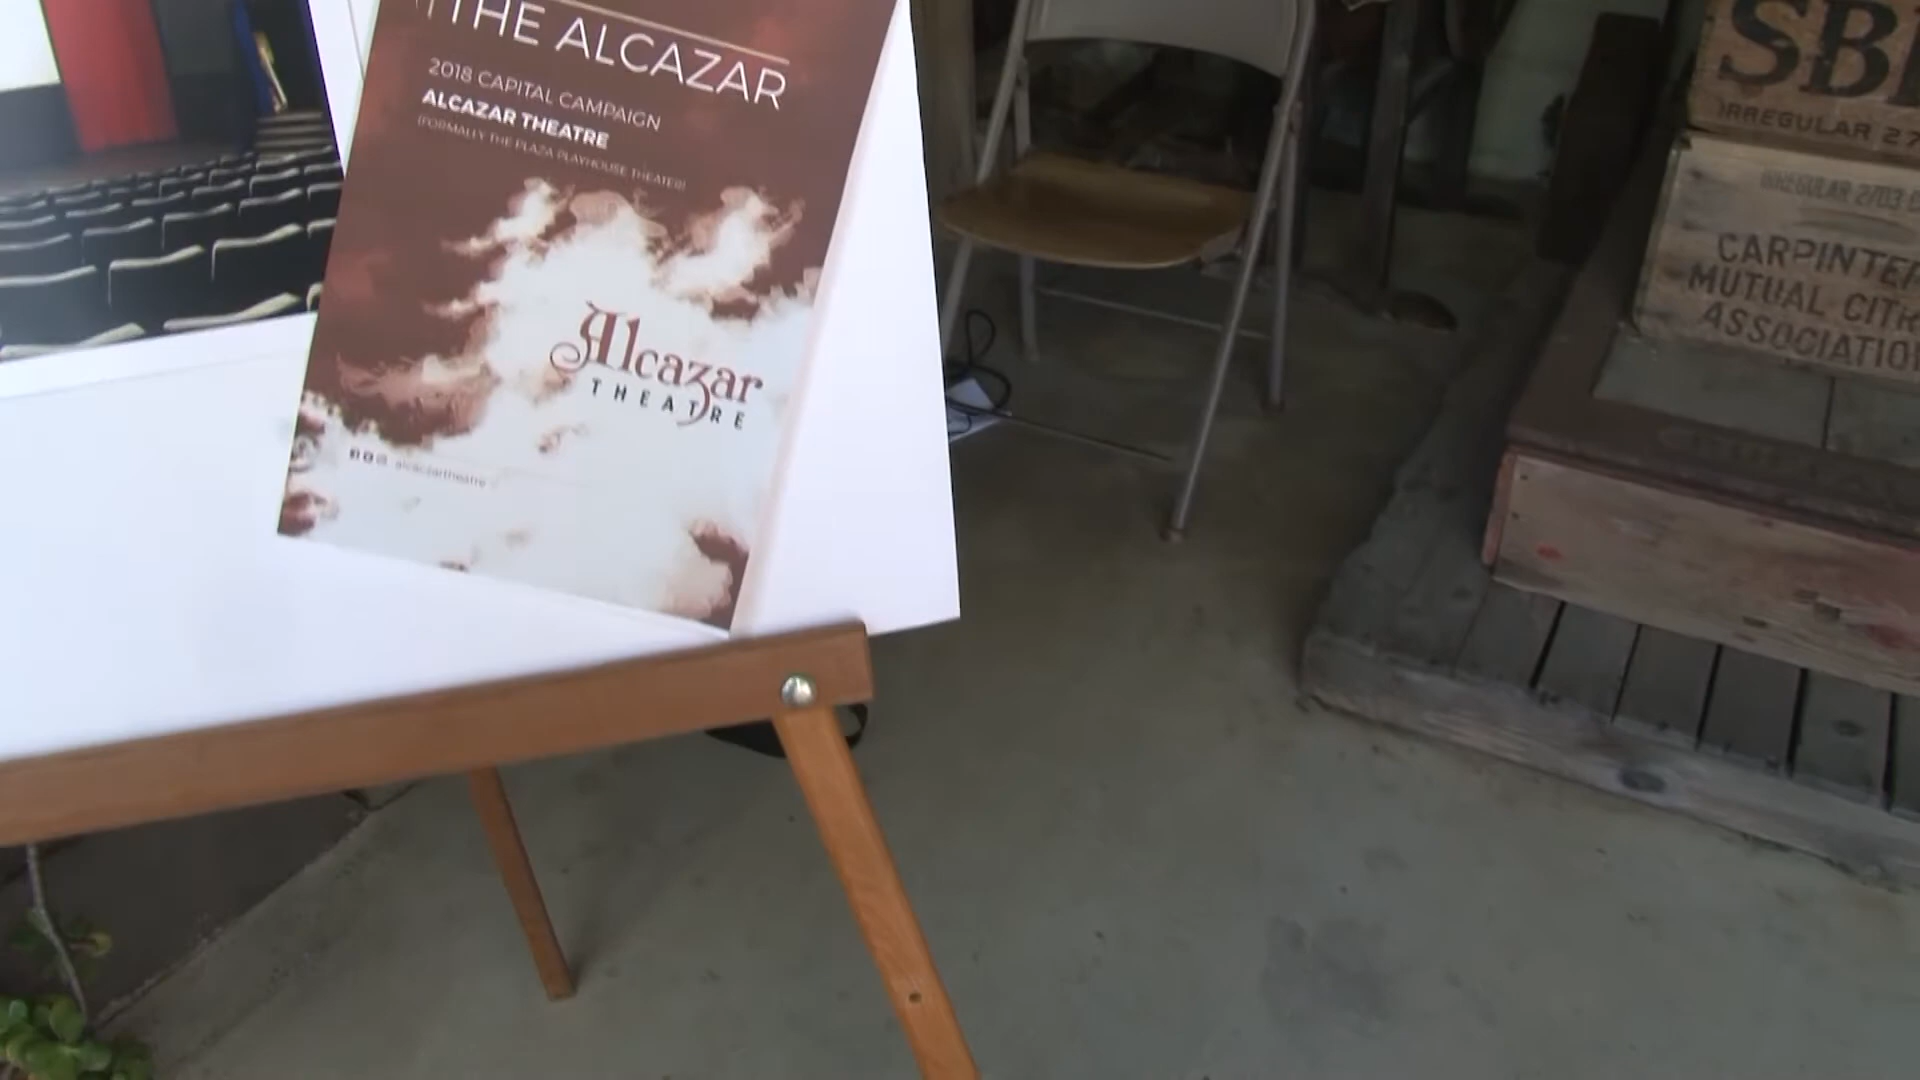 THE ALCAZAR
2018 CAPITAL CAMPAIGN
ALCAZAR THEATRE
(FORMALLY THE PLAZA PLAYHOUSE THEATER)
Alcazar
THEATRE
alcazartheatre
IRREGULAR 27
IRREGULAR 2703
CARPINTER
MUTUAL CITR
ASSOCIATION